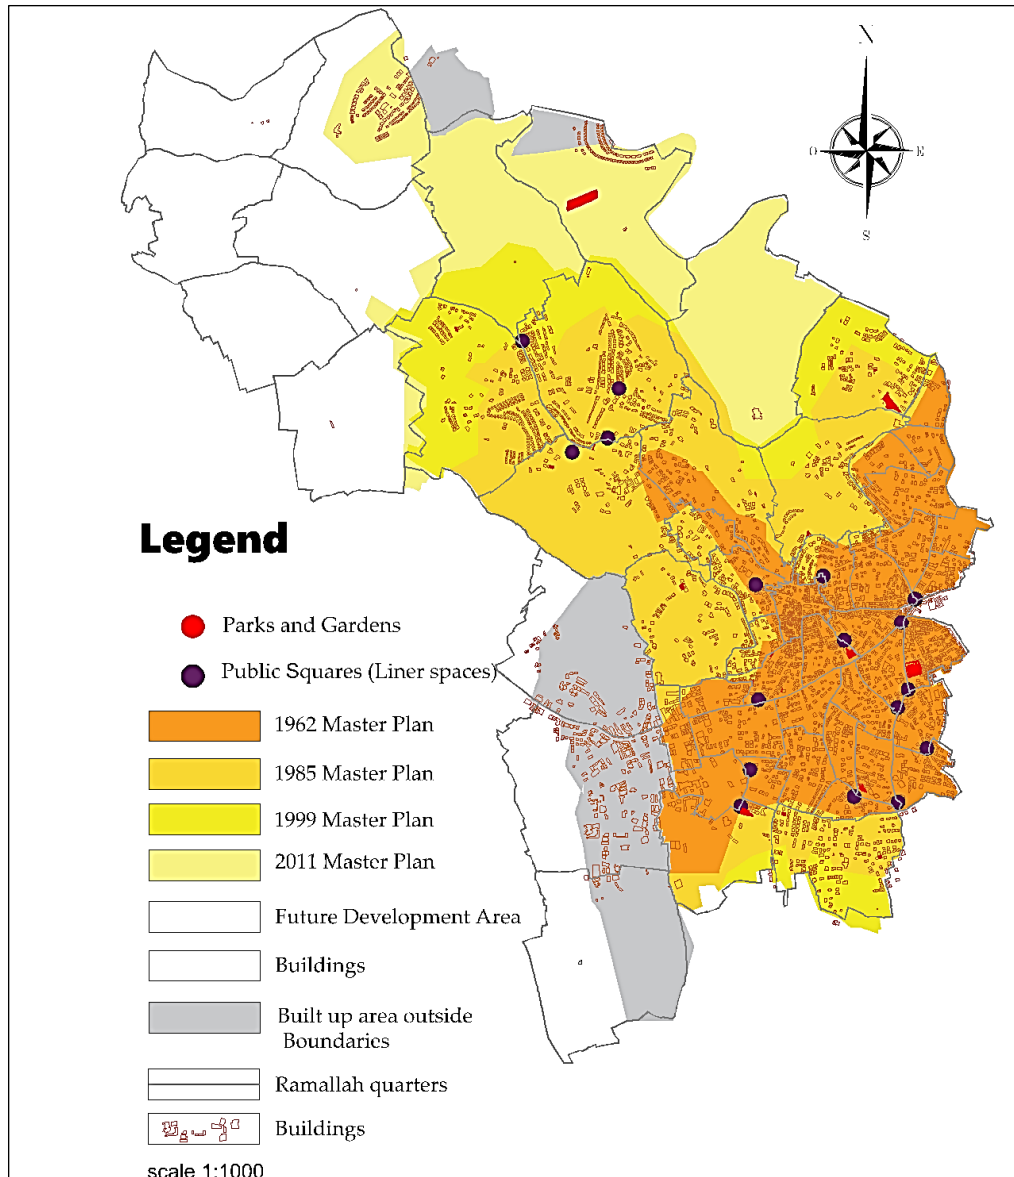 N
O
E
S
Legend
Parks and Gardens
Public Squares (Liner spaces)
1962 Master Plan
1985 Master Plan
1999 Master Plan
2011 Master Plan
Future Development Area
Buildings
Built up area outside
Boundaries
Ramallah quarters
Buildings
scale 1:1000